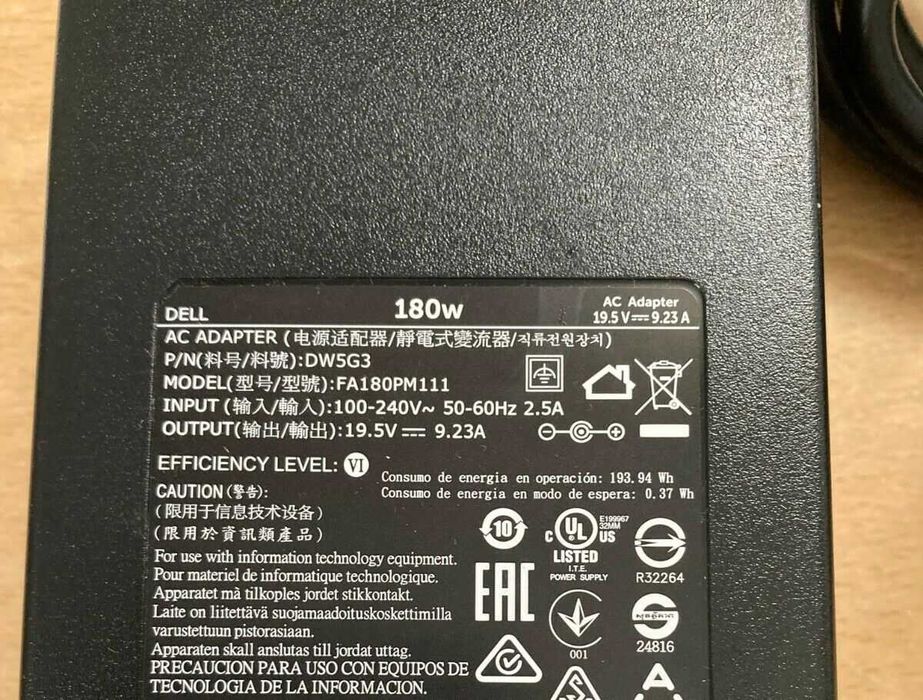 DELL
180w
AC Adapter
19.5V⎓9.23A
AC ADAPTER (电源适配器/靜電式變流器/직류전원장치)
P/N(料号/料號):DW5G3
MODEL(型号/型號):FA180PM111
INPUT (输入/輸入):100-240V~ 50-60Hz 2.5A
OUTPUT(输出/輸出):19.5V ⎓ 9.23A
EFFICIENCY LEVEL: VI
Consumo de energia en operación: 193.94 Wh
Consumo de energia en modo de espera: 0.37 Wh
CAUTION (警告):
(限用于信息技术设备)
(限用於資訊類產品)
For use with information technology equipment.
Pour materiel de informatique technologique.
Apparatet må tilkoples jordet stikkontakt.
Laite on liitettävä suojamaadoituskoskettimilla
varustettuun pistorasiaan.
Apparaten skall anslutas till jordat uttag.
PRECAUCION PARA USO CON EQUIPOS DE
TECNOLOGIA DE LA INFORMACION.
10
c UL US
E199967
32MM
LISTED
I.T.E.
POWER SUPPLY
R32264
EAC
001
24816